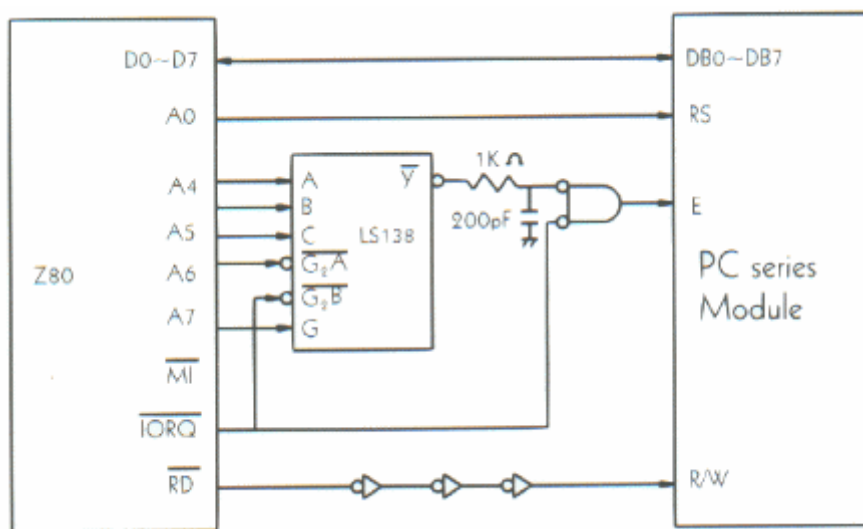 D0~D7
A0
A4
A5
A6
A7
Z80
M1
IORQ
RD
A
B
C
G₂A
G₂B
G
Y
LS138
1K Ω
200pF
DB0~DB7
RS
E
PC series
Module
R/W